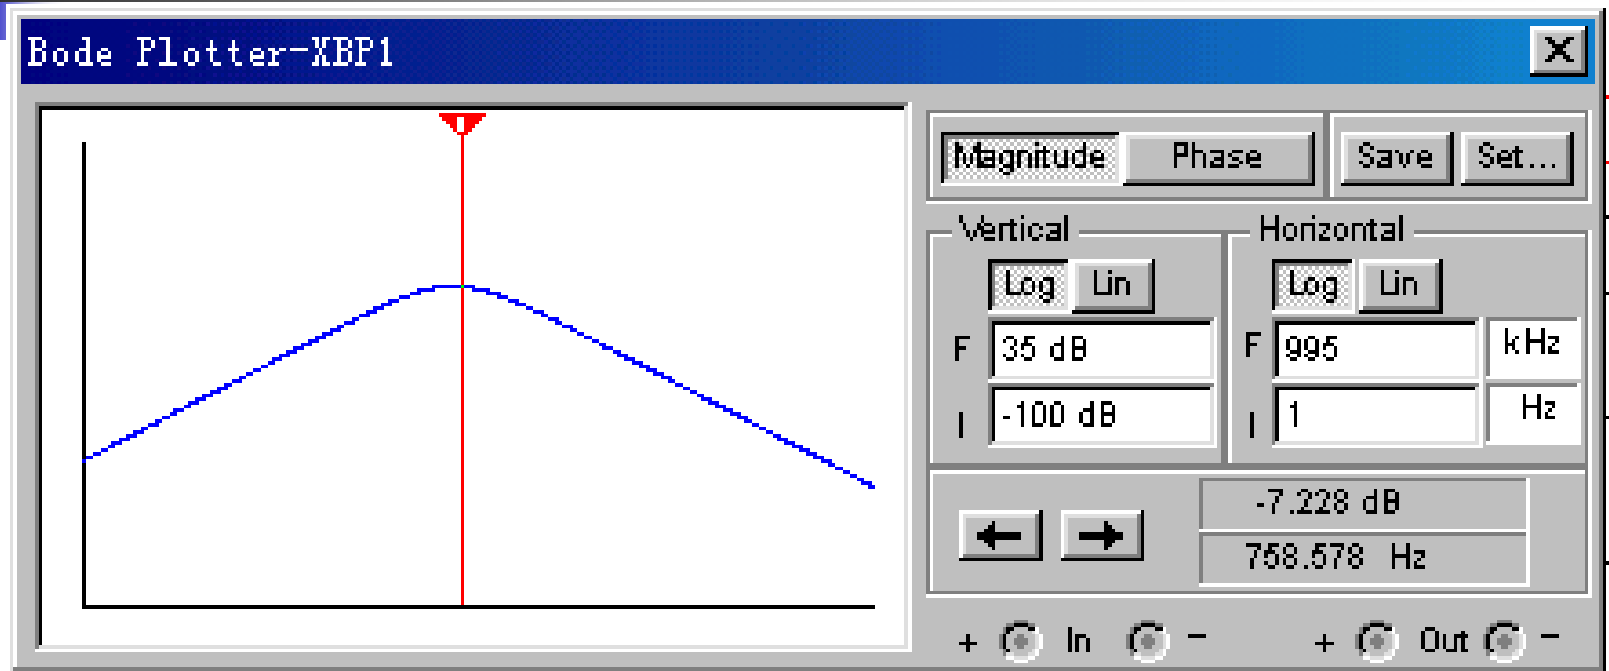 Bode Plotter-XBP1
Magnitude Phase Save Set...
Vertical Horizontal
Log Lin Log Lin
F 35 dB F 995 kHz
I -100 dB I 1 Hz
-7.228 dB
758.578 Hz
+ In - + Out -